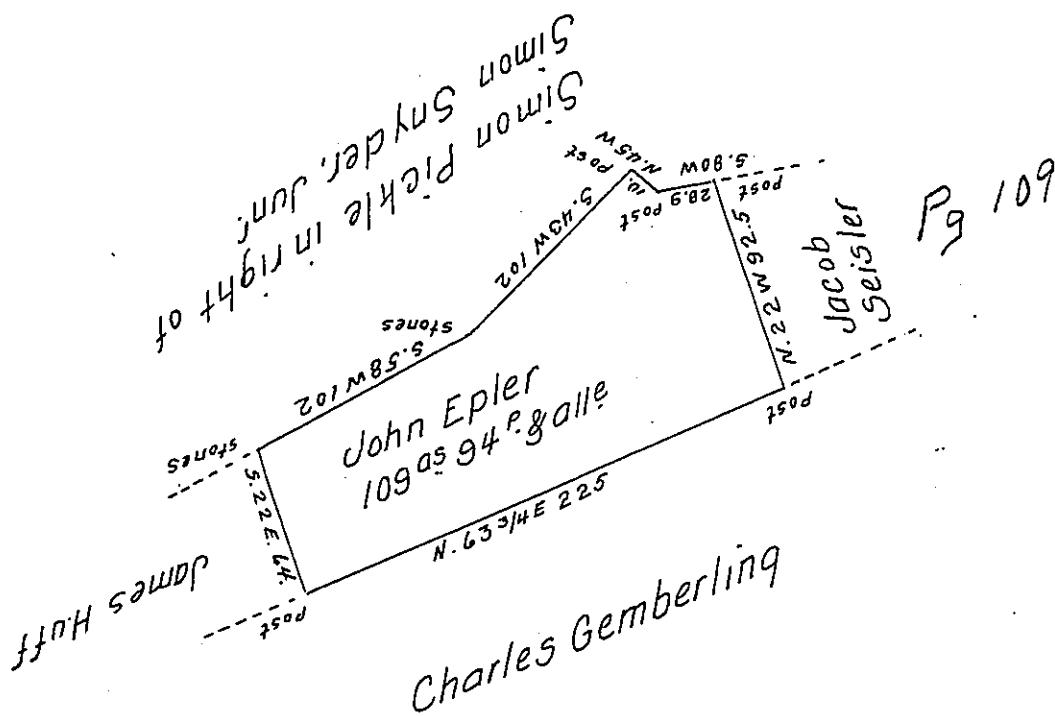 Simon Pickle in right of
Simon Snyder, Junr.
N.45W
10.
Post
S.80W
28.9
Post
Post
S.43W 102
Stones
S.58W 102
Stones
N.22W 92.5
Jacob
Seisler
Pg 109
John Epler
109 as 94 P. & alle
S.22E. 64.
N. 63 3/4 E 225
Post
Post
James Huff
Charles Gemberling